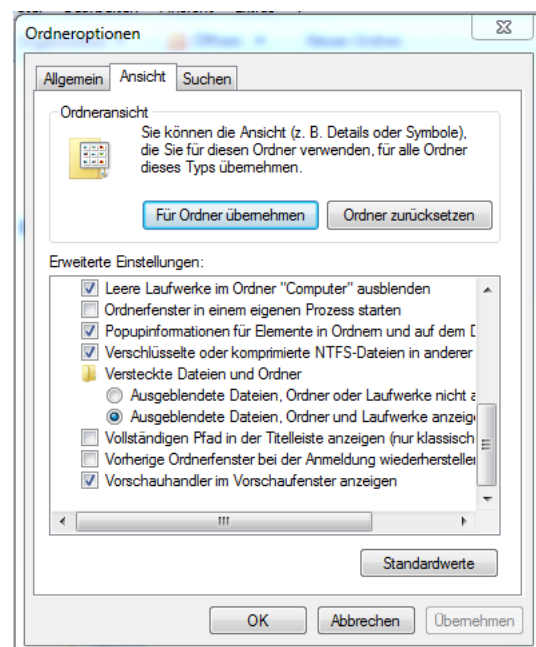 Ordneroptionen
Allgemein
Ansicht
Suchen
Ordneransicht
Sie können die Ansicht (z. B. Details oder Symbole),
die Sie für diesen Ordner verwenden, für alle Ordner
dieses Typs übernehmen.
Für Ordner übernehmen
Ordner zurücksetzen
Erweiterte Einstellungen:
Leere Laufwerke im Ordner "Computer" ausblenden
Ordnerfenster in einem eigenen Prozess starten
Popupinformationen für Elemente in Ordnern und auf dem
Verschlüsselte oder komprimierte NTFS-Dateien in anderer
Versteckte Dateien und Ordner
Ausgeblendete Dateien, Ordner oder Laufwerke nicht
Ausgeblendete Dateien, Ordner und Laufwerke anzeig
Vollständigen Pfad in der Titelleiste anzeigen (nur klassisch
Vorherige Ordnerfenster bei der Anmeldung wiederhersteller
Vorschauhandler im Vorschaufenster anzeigen
Standardwerte
OK
Abbrechen
Übernehmen